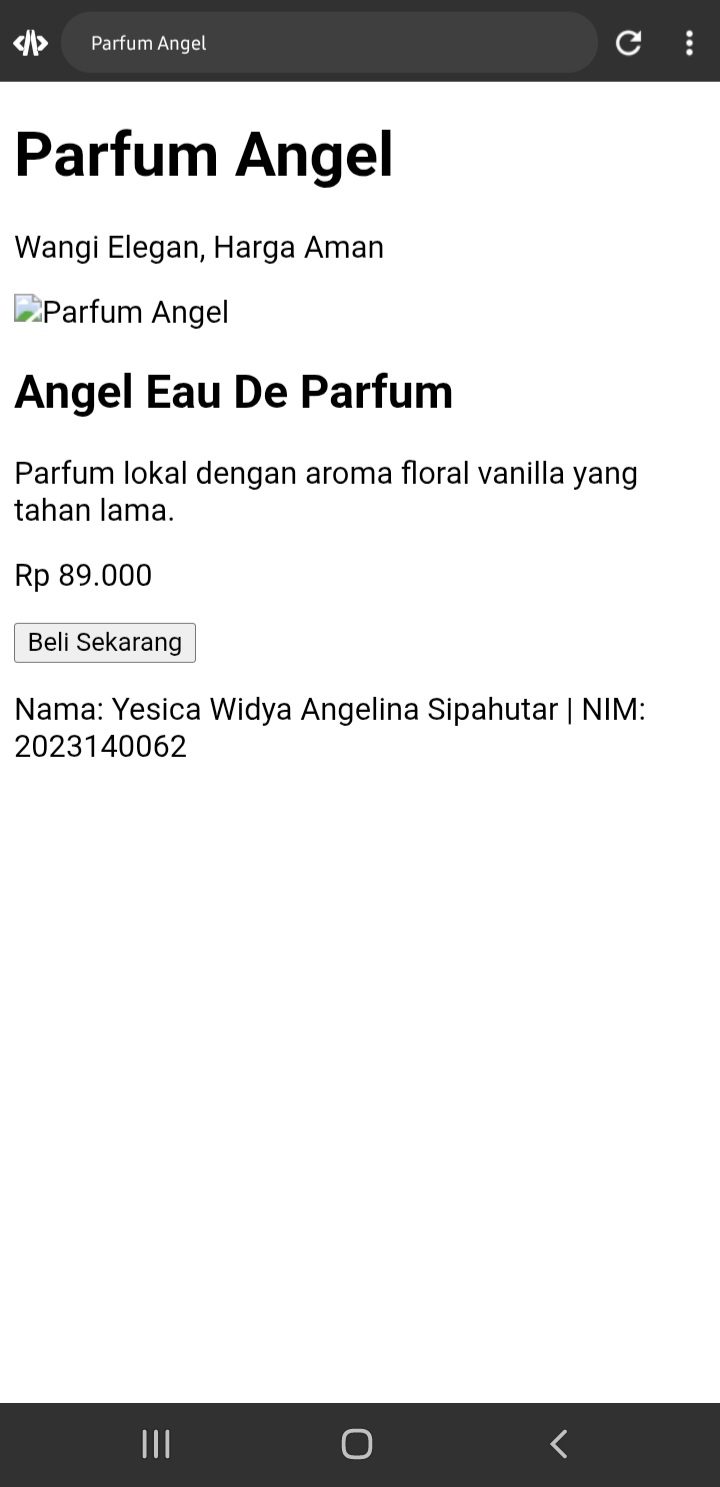 Parfum Angel
Parfum Angel
Wangi Elegan, Harga Aman
Parfum Angel
Angel Eau De Parfum
Parfum lokal dengan aroma floral vanilla yang
tahan lama.
Rp 89.000
Beli Sekarang
Nama: Yesica Widya Angelina Sipahutar | NIM:
2023140062